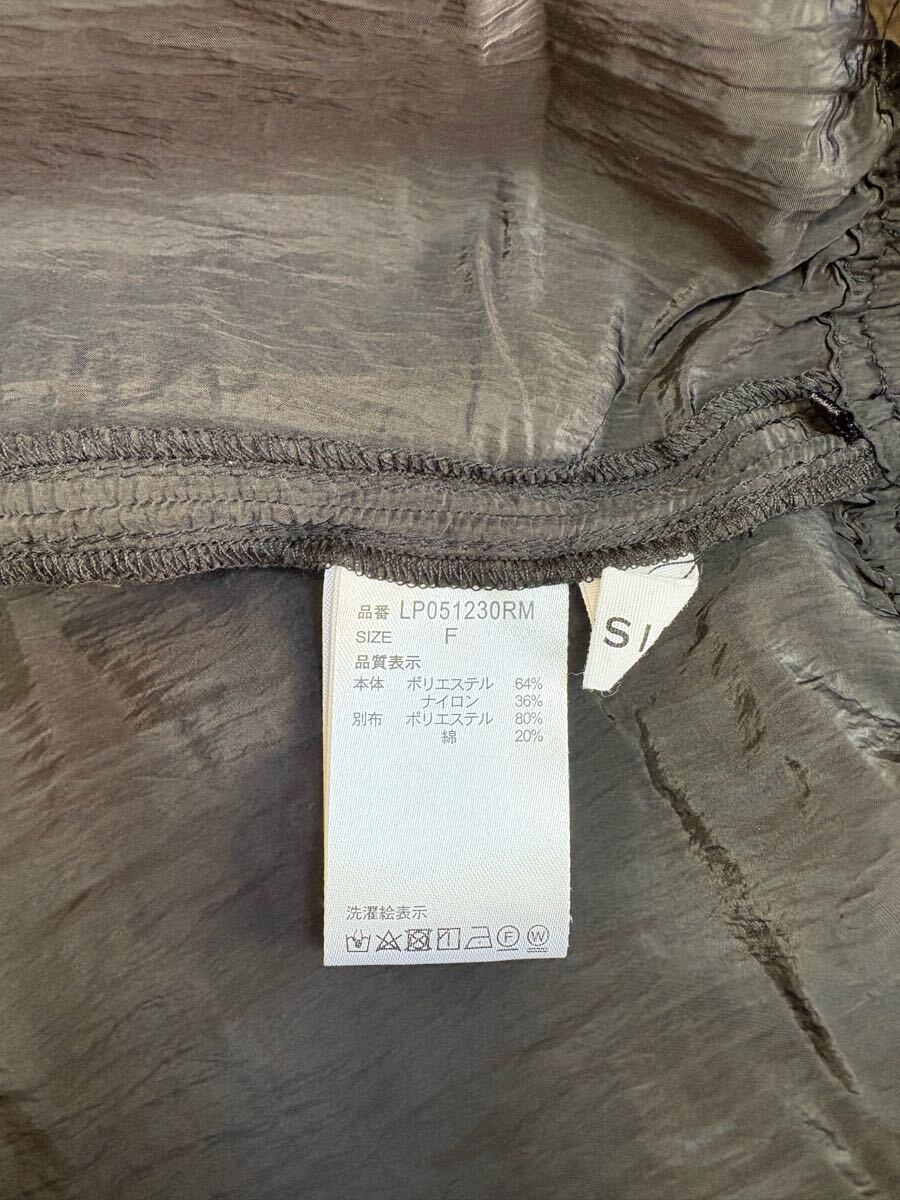 品番 LP051230RM
SIZE F
品質表示
本体 ポリエステル 64%
ナイロン 36%
別布 ポリエステル 80%
綿 20%
洗濯絵表示
F W
S